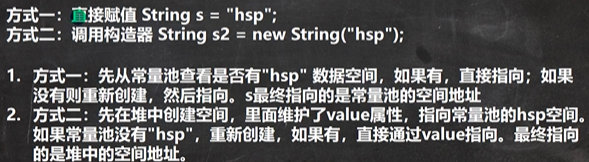 方式一：直接赋值 String s = "hsp";
方式二：调用构造器 String s2 = new String("hsp");
1. 方式一：先从常量池查看是否有"hsp" 数据空间，如果有，直接指向；如果
没有则重新创建，然后指向。s最终指向的是常量池的空间地址
2. 方式二：先在堆中创建空间，里面维护了value属性，指向常量池的hsp空间。
如果常量池没有"hsp"，重新创建，如果有，直接通过value指向。最终指向
的是堆中的空间地址。